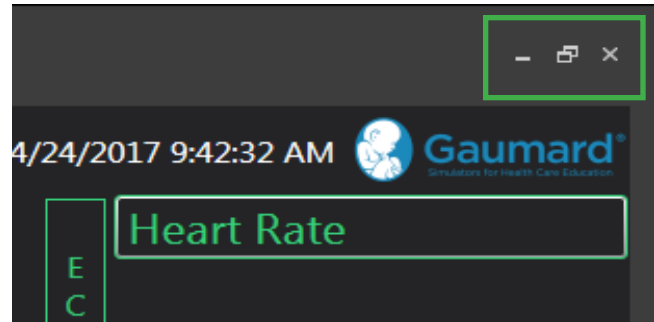 4/24/2017 9:42:32 AM
Gaumard®
Simulators for Health Care Education
Heart Rate
E
C